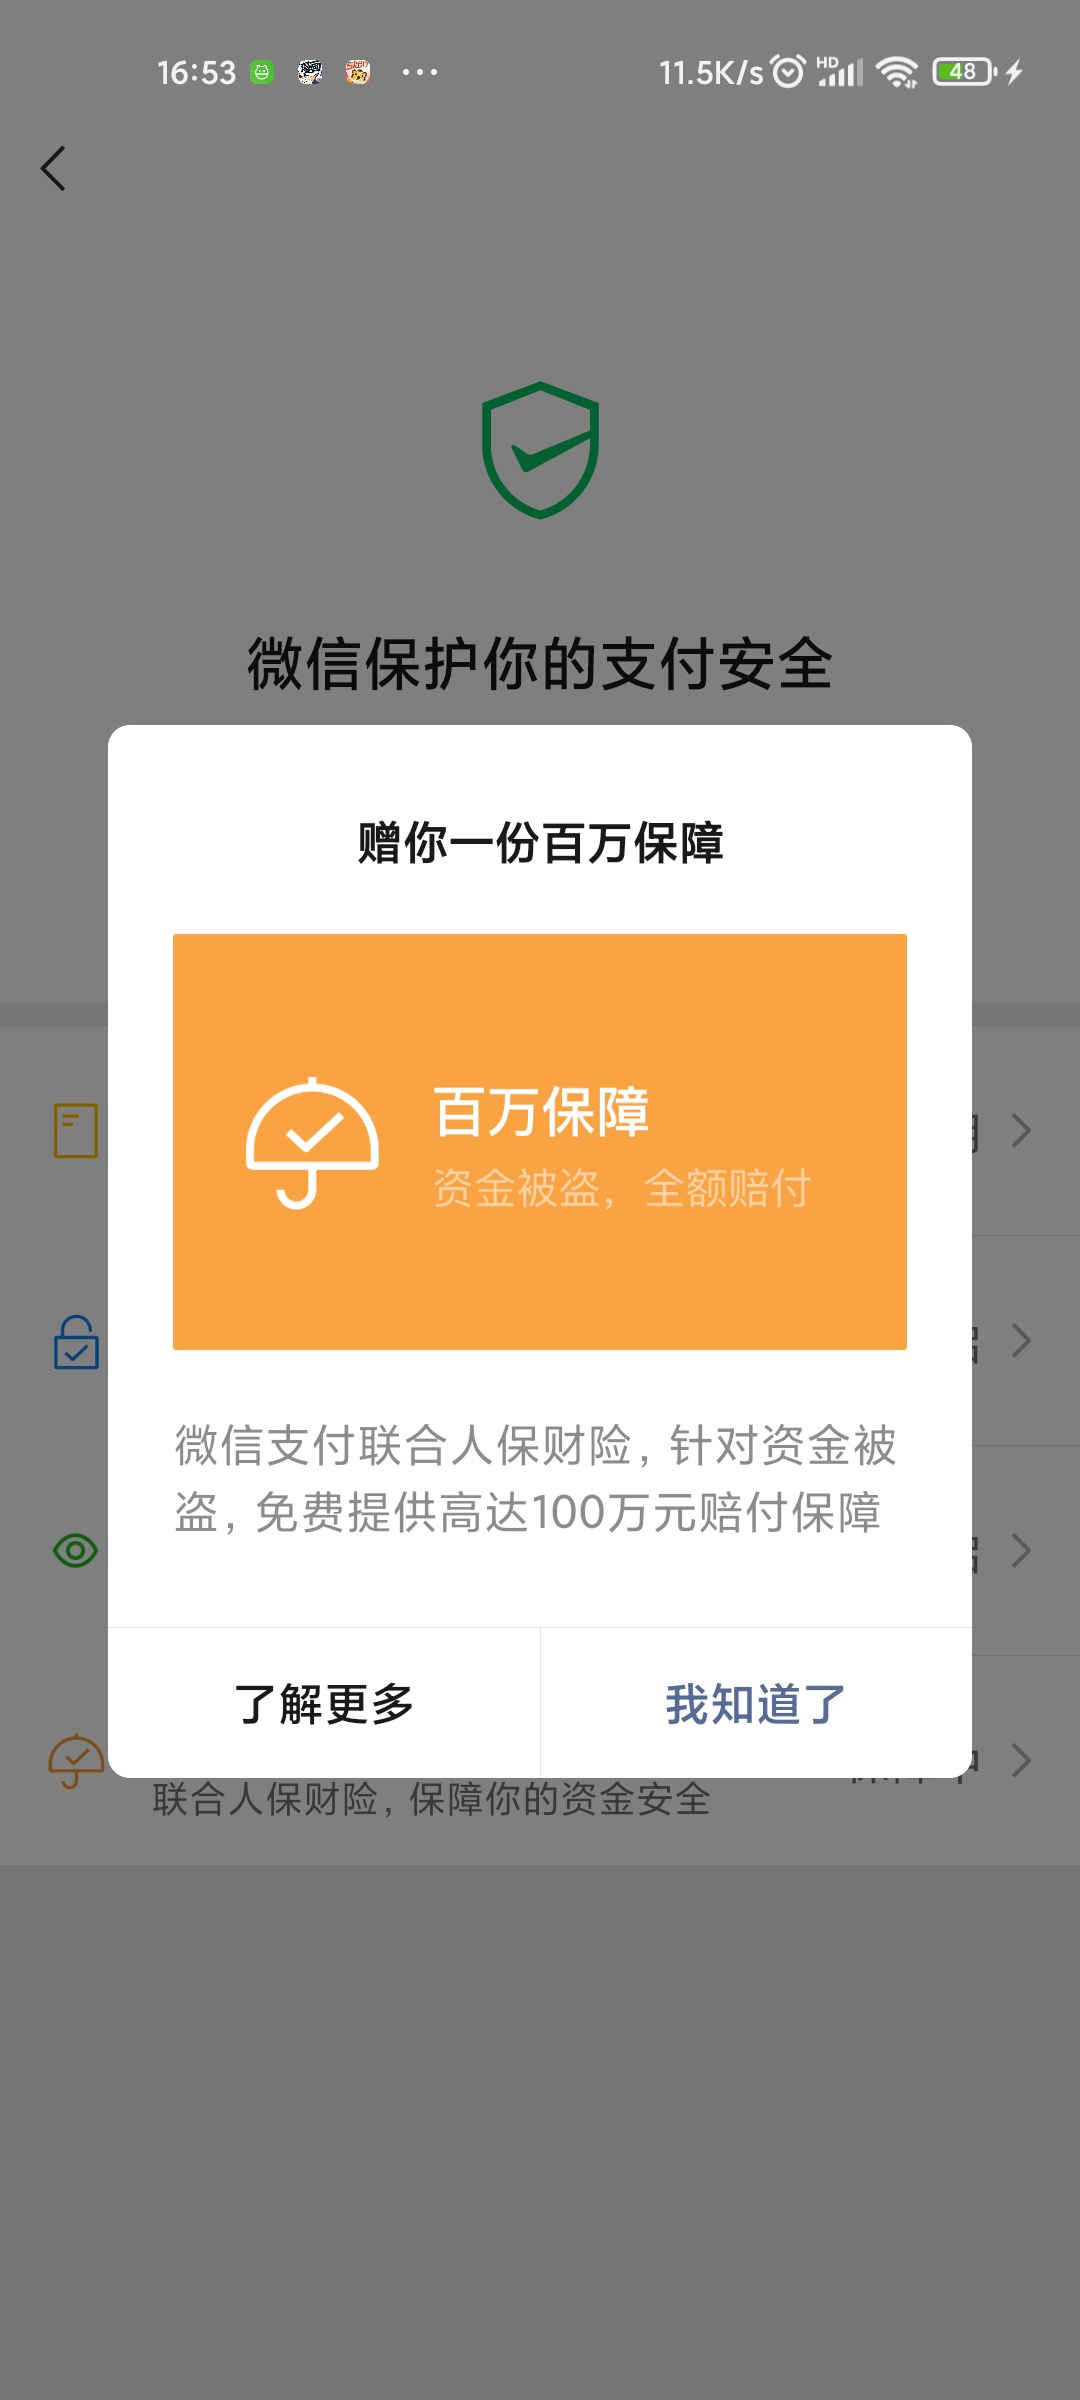 16:53
11.5K/s
HD
48
微信保护你的支付安全
赠你一份百万保障
百万保障
资金被盗，全额赔付
微信支付联合人保财险，针对资金被
盗，免费提供高达100万元赔付保障
了解更多
我知道了
联合人保财险，保障你的资金安全